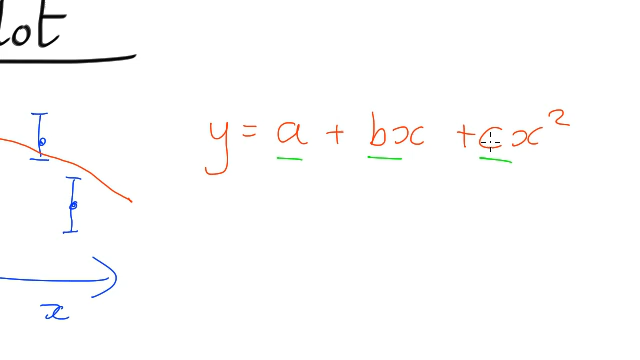 lot
y = a + bx + cx²
x